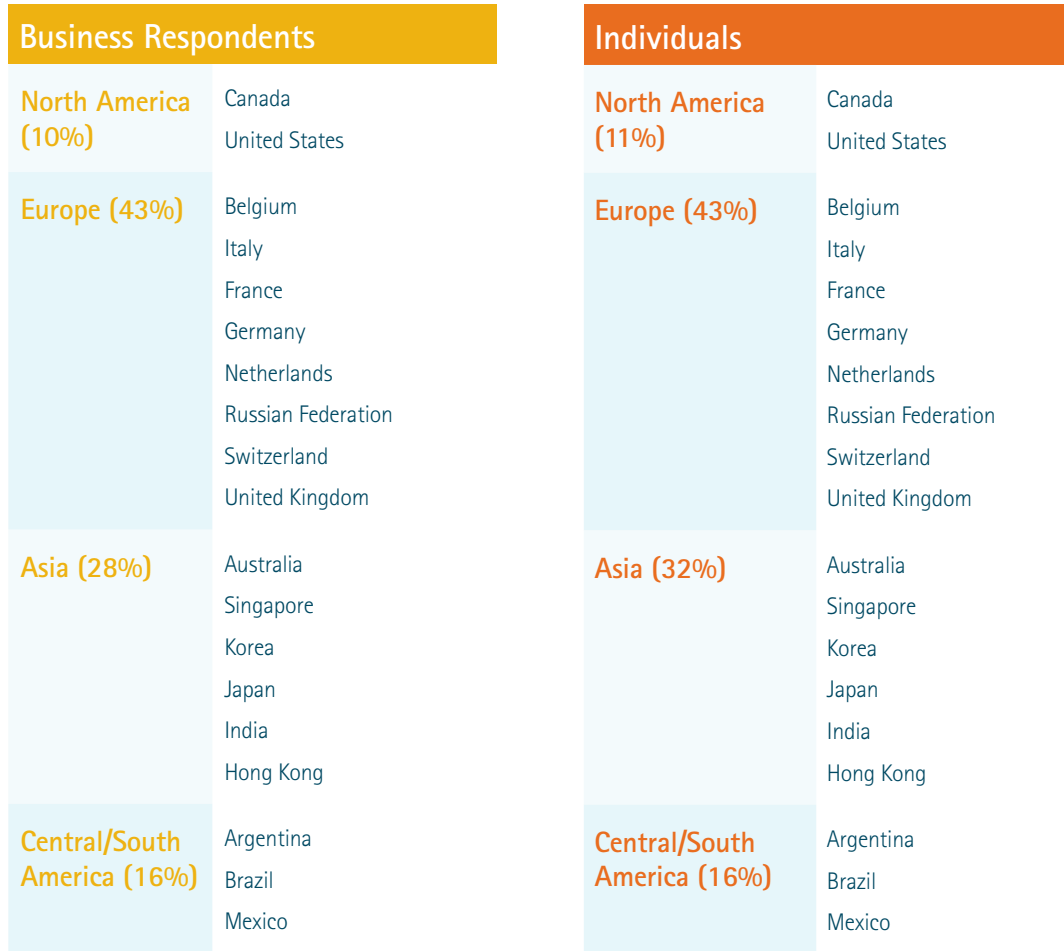 Business Respondents
North America
(10%)
Canada
United States
Europe (43%)
Belgium
Italy
France
Germany
Netherlands
Russian Federation
Switzerland
United Kingdom
Asia (28%)
Australia
Singapore
Korea
Japan
India
Hong Kong
Central/South
America (16%)
Argentina
Brazil
Mexico
Individuals
North America
(11%)
Canada
United States
Europe (43%)
Belgium
Italy
France
Germany
Netherlands
Russian Federation
Switzerland
United Kingdom
Asia (32%)
Australia
Singapore
Korea
Japan
India
Hong Kong
Central/South
America (16%)
Argentina
Brazil
Mexico